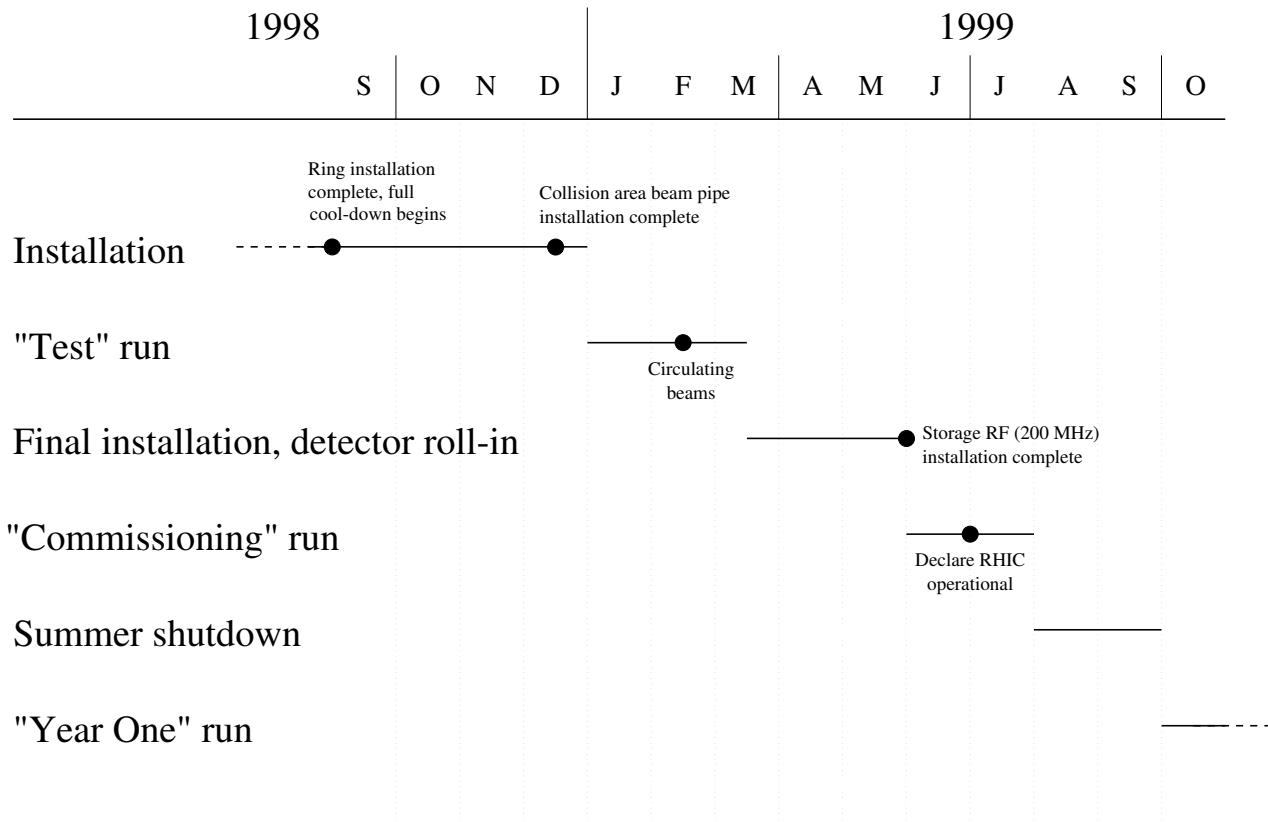 1998 1999
S O N D J F M A M J J A S O
Ring installation
complete, full
cool-down begins
Collision area beam pipe
installation complete
Installation
"Test" run
Circulating
beams
Final installation, detector roll-in
Storage RF (200 MHz)
installation complete
"Commissioning" run
Declare RHIC
operational
Summer shutdown
"Year One" run